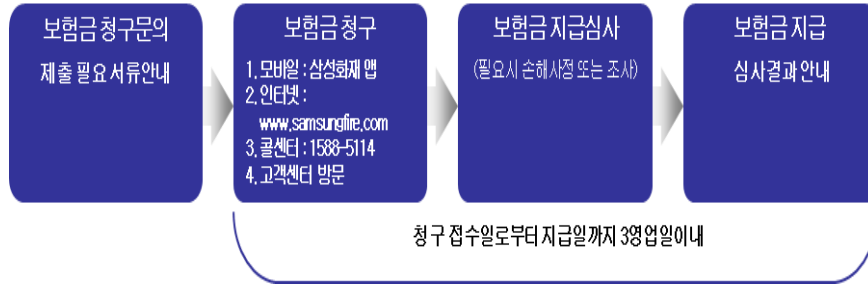 보험금 청구문의
제출 필요 서류안내
보험금 청구
1. 모바일 : 삼성화재 앱
2. 인터넷 :
www.samsungfire.com
3. 콜센터 : 1588-5114
4. 고객센터 방문
보험금 지급심사
(필요시 손해사정 또는 조사)
보험금 지급
심사결과 안내
청구 접수일로부터 지급일까지 3영업일이내